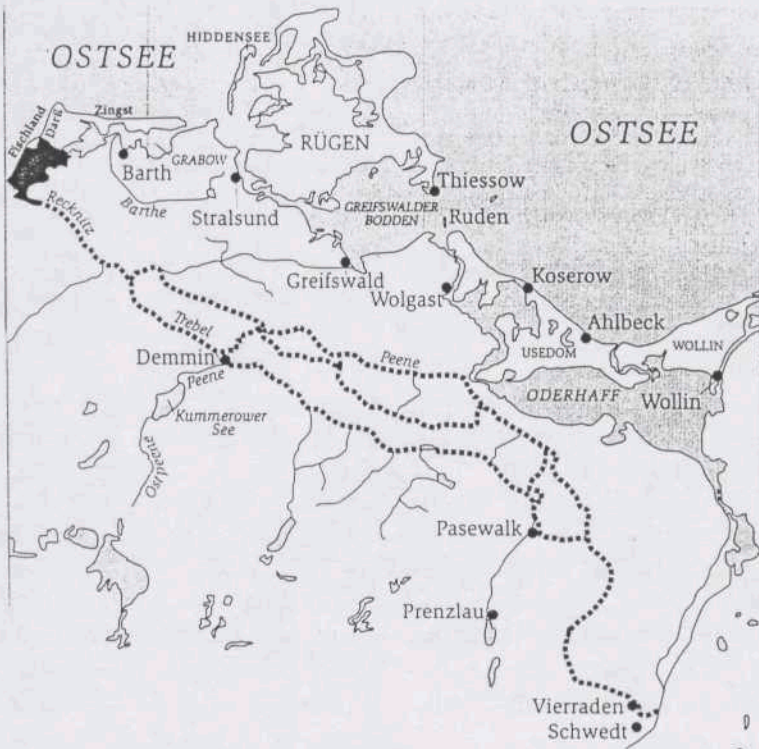 HIDDENSEE
OSTSEE
Zingst
Fischland
Darß
OSTSEE
RÜGEN
GRABOW
Barth
Thiessow
Barthe
Stralsund
GREIFSWALDER
BODDEN
Ruden
Recknitz
Greifswald
Koserow
Wolgast
Ahlbeck
Trebel
USEDOM
WOLLIN
Demmin
Peene
Peene
ODERHAFF
Wollin
Kummerower
See
Ostpeene
Pasewalk
Prenzlau
Vierraden
Schwedt